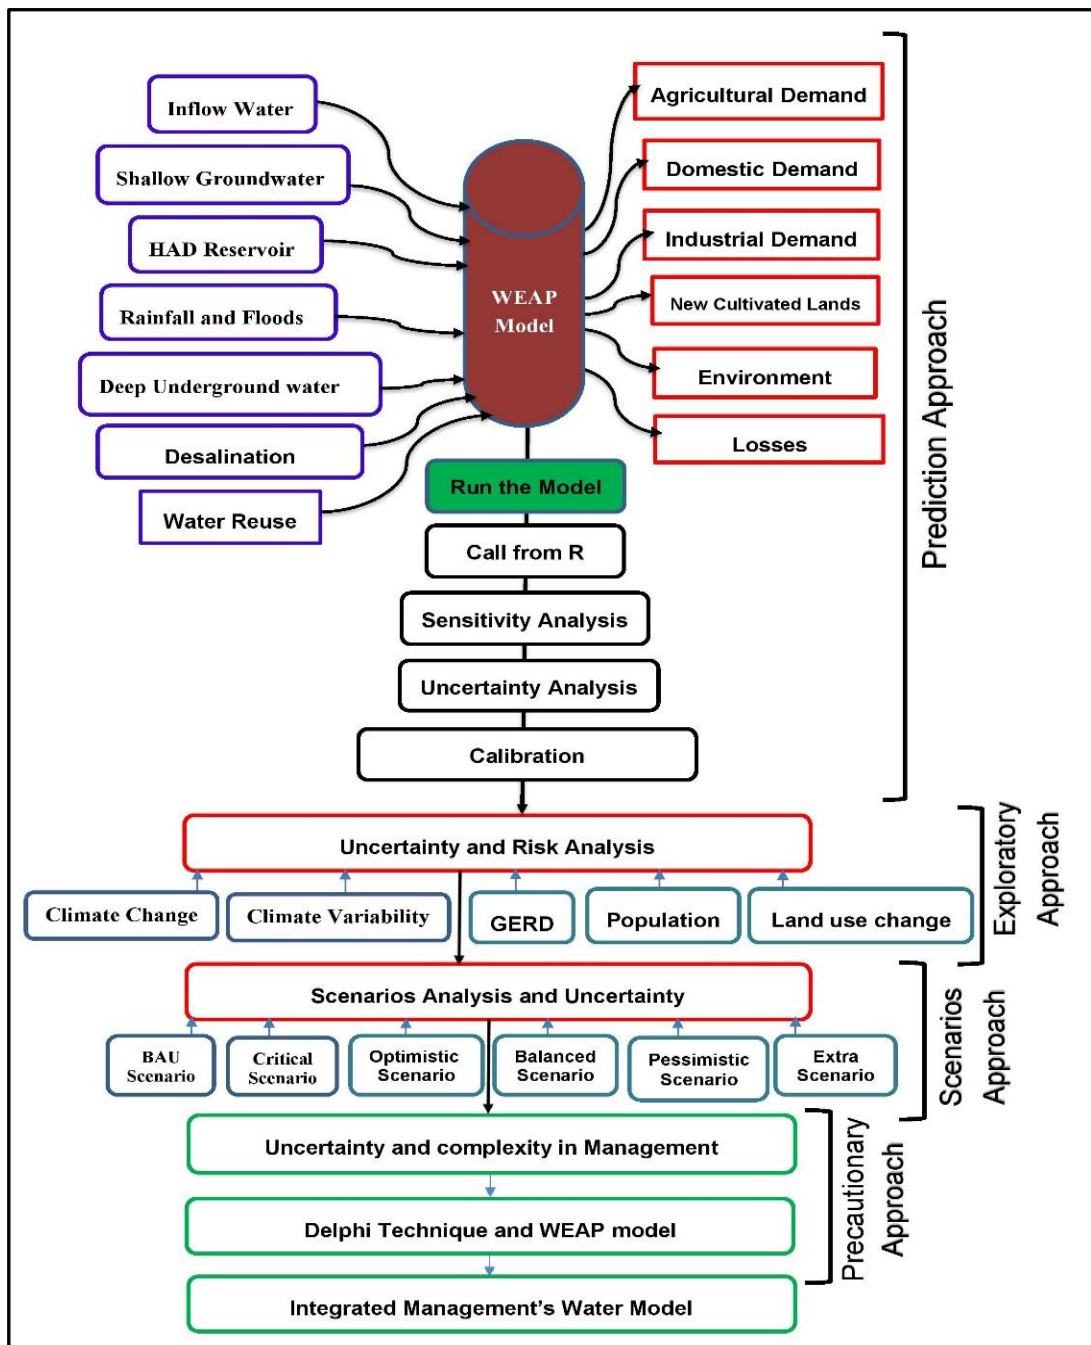 Inflow Water
Shallow Groundwater
HAD Reservoir
Rainfall and Floods
Deep Underground water
Desalination
Water Reuse
WEAP
Model
Agricultural Demand
Domestic Demand
Industrial Demand
New Cultivated Lands
Environment
Losses
Run the Model
Call from R
Sensitivity Analysis
Uncertainty Analysis
Calibration
Prediction Approach
Uncertainty and Risk Analysis
Climate Change
Climate Variability
GERD
Population
Land use change
Exploratory
Approach
Scenarios Analysis and Uncertainty
BAU
Scenario
Critical
Scenario
Optimistic
Scenario
Balanced
Scenario
Pessimistic
Scenario
Extra
Scenario
Scenarios
Approach
Uncertainty and complexity in Management
Delphi Technique and WEAP model
Integrated Management's Water Model
Precautionary
Approach